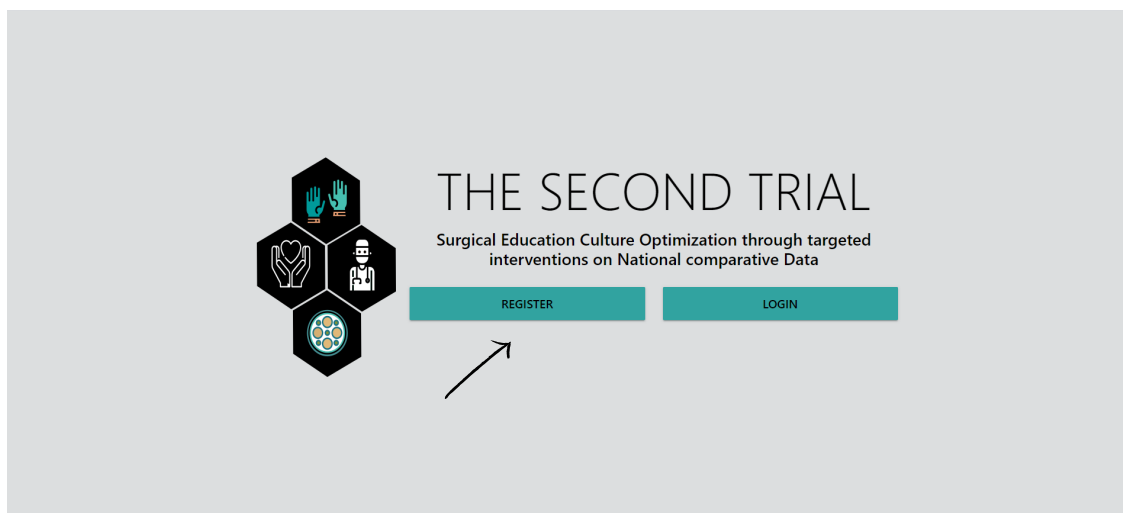 THE SECOND TRIAL
Surgical Education Culture Optimization through targeted
interventions on National comparative Data
REGISTER
LOGIN